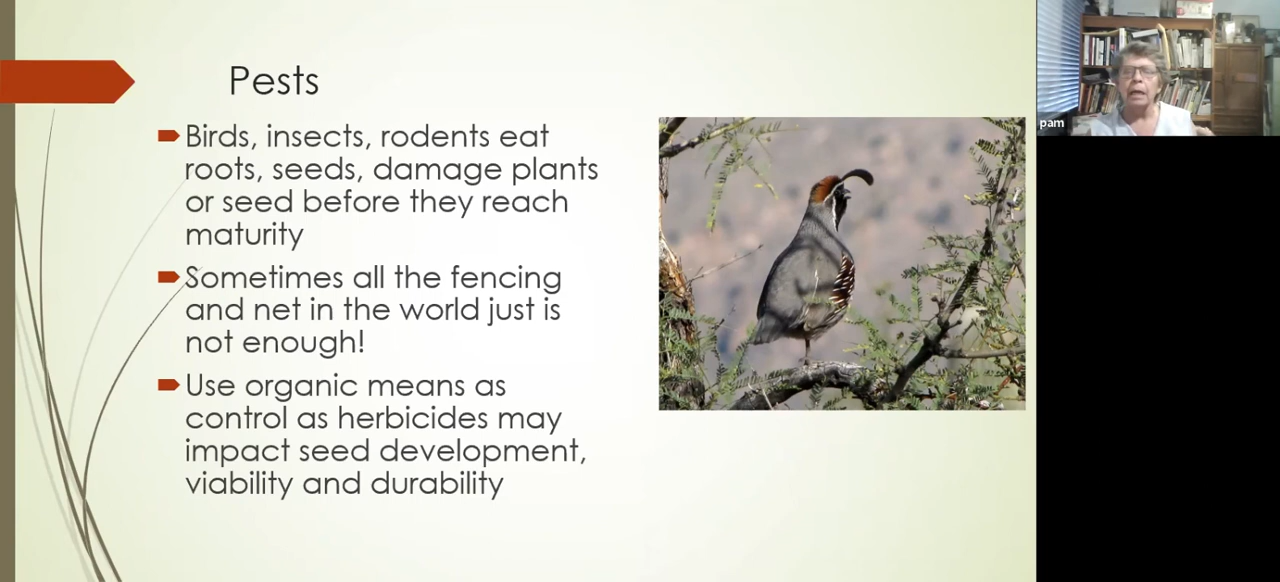 Pests
Birds, insects, rodents eat
roots, seeds, damage plants
or seed before they reach
maturity
Sometimes all the fencing
and net in the world just is
not enough!
Use organic means as
control as herbicides may
impact seed development,
viability and durability
pam